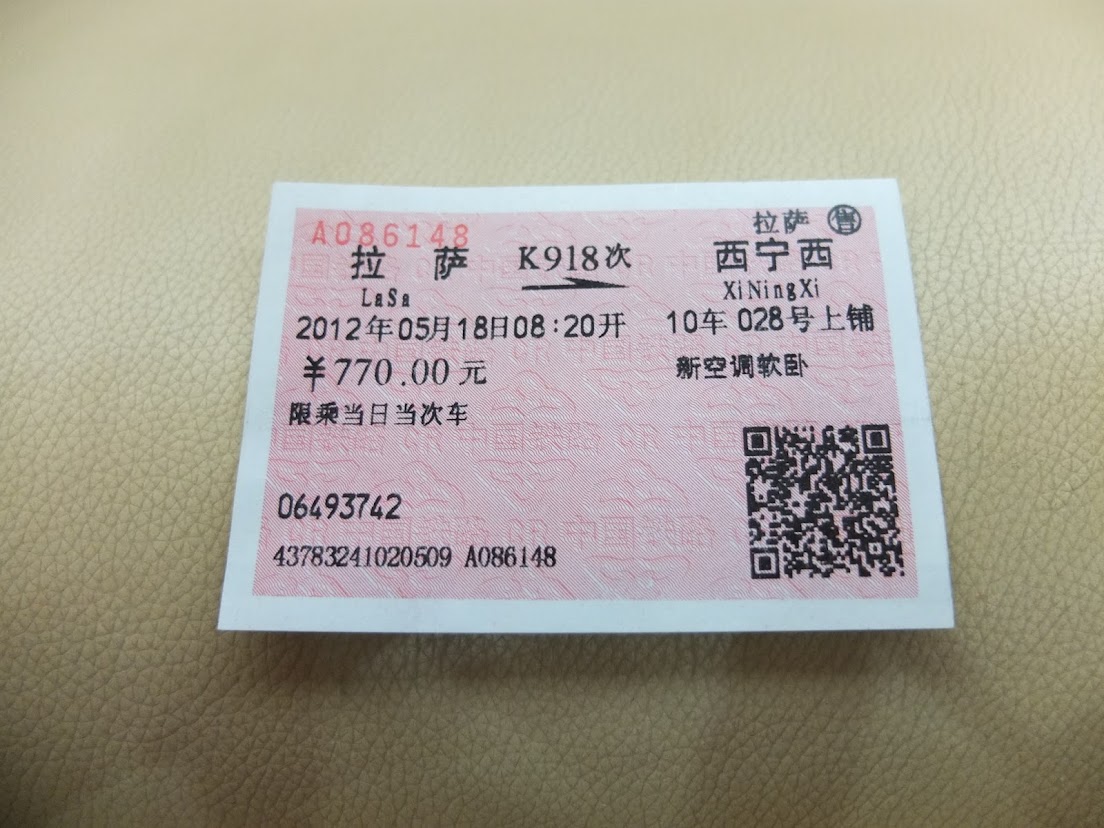 A086148
拉萨 售
拉萨 K918次 西宁西
LaSa XiNingXi
2012年05月18日08:20开 10车 028号上铺
¥770.00元 新空调软卧
限乘当日当次车
06493742
43783241020509 A086148